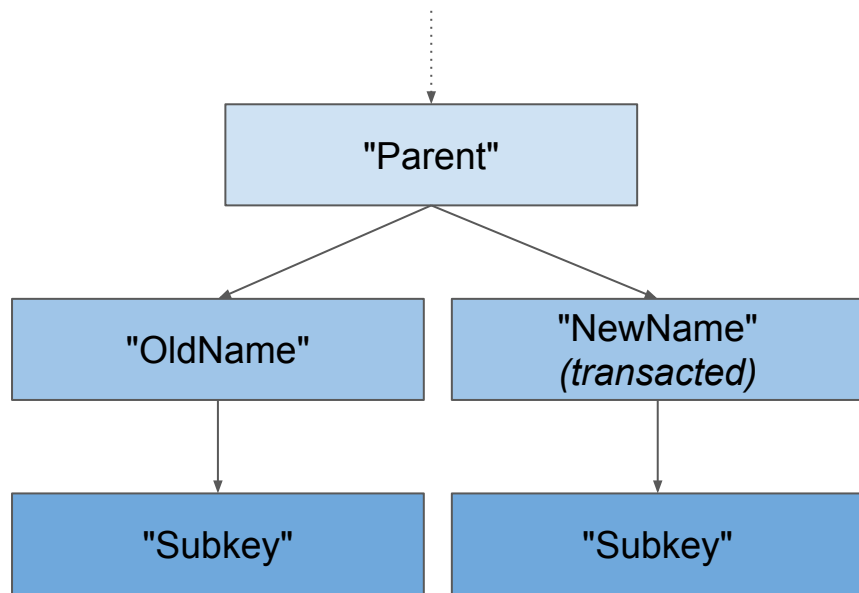 "Parent"
"OldName"
"NewName"
(transacted)
"Subkey"
"Subkey"